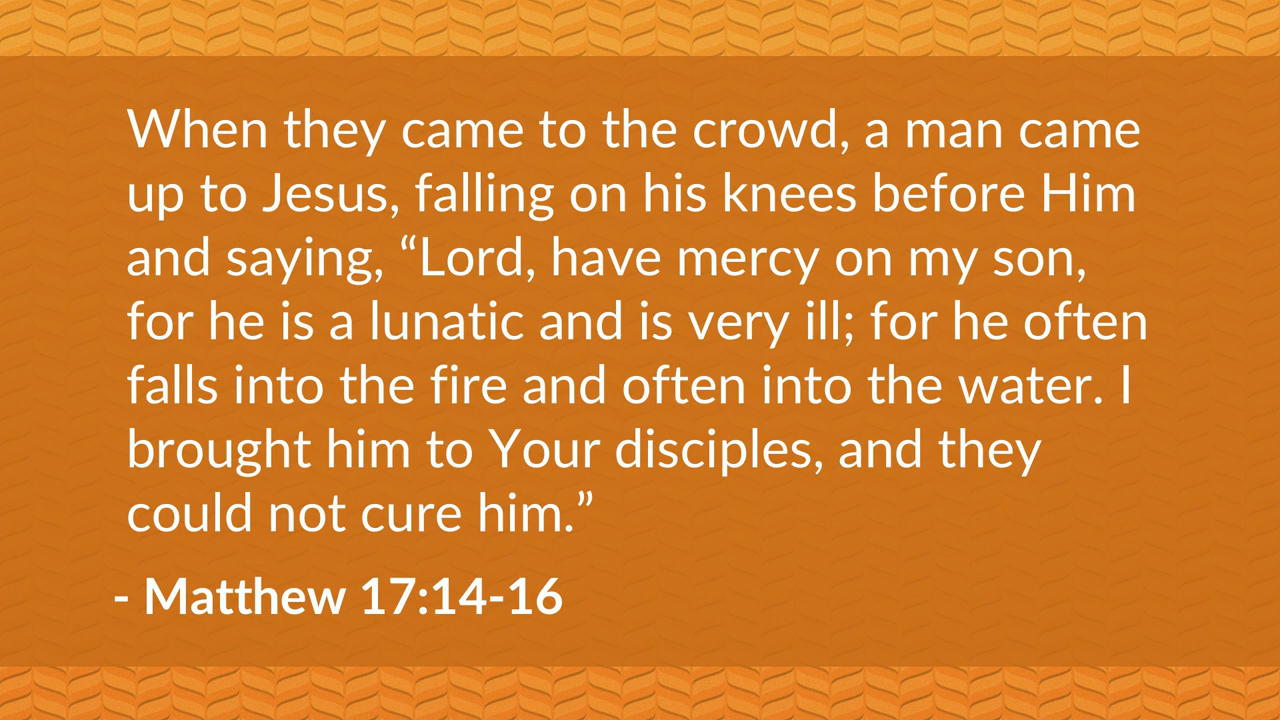 When they came to the crowd, a man came
up to Jesus, falling on his knees before Him
and saying, “Lord, have mercy on my son,
for he is a lunatic and is very ill; for he often
falls into the fire and often into the water. I
brought him to Your disciples, and they
could not cure him.”
- Matthew 17:14-16